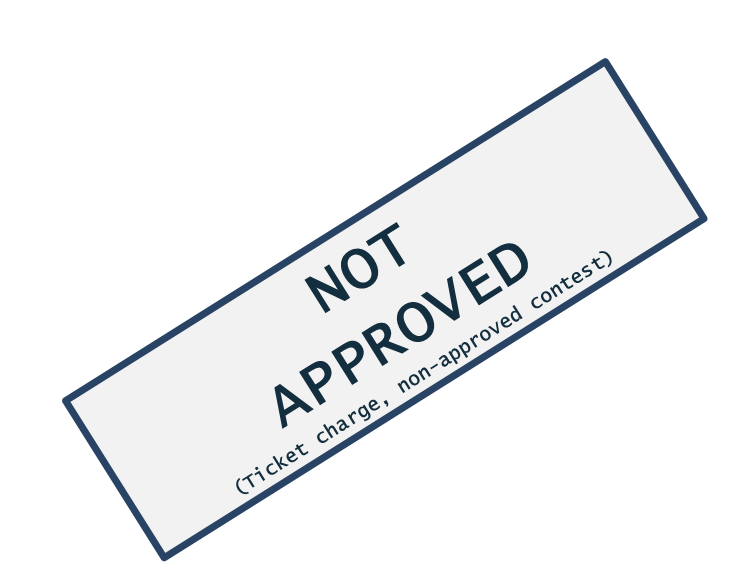 NOT
APPROVED
(Ticket charge, non-approved contest)